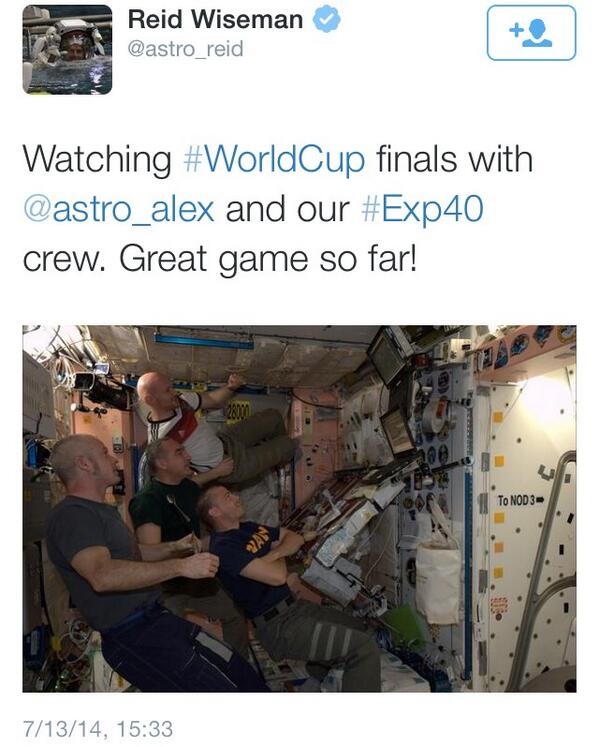 Reid Wiseman
@astro_reid
Watching #WorldCup finals with
@astro_alex and our #Exp40
crew. Great game so far!
28000
NAVY
To NOD3
7/13/14, 15:33